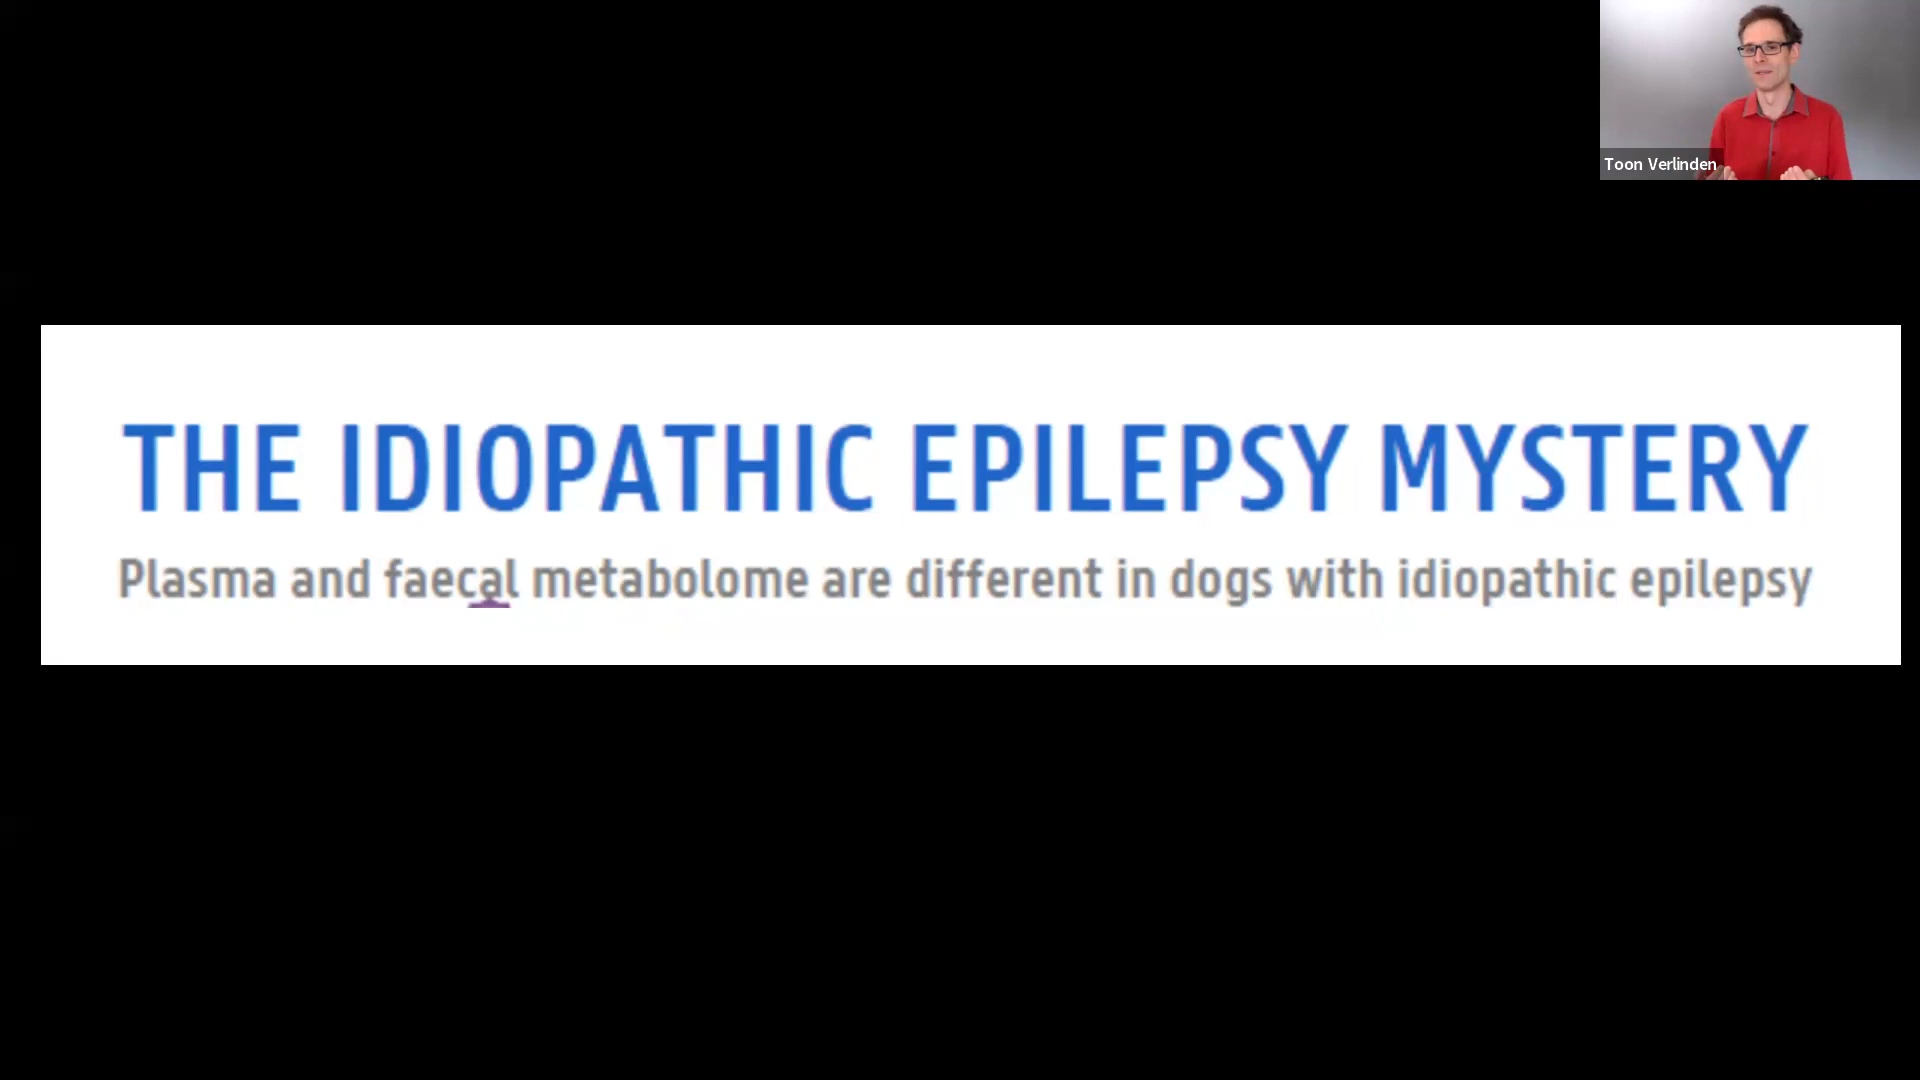 Toon Verlinden
THE IDIOPATHIC EPILEPSY MYSTERY
Plasma and faecal metabolome are different in dogs with idiopathic epilepsy